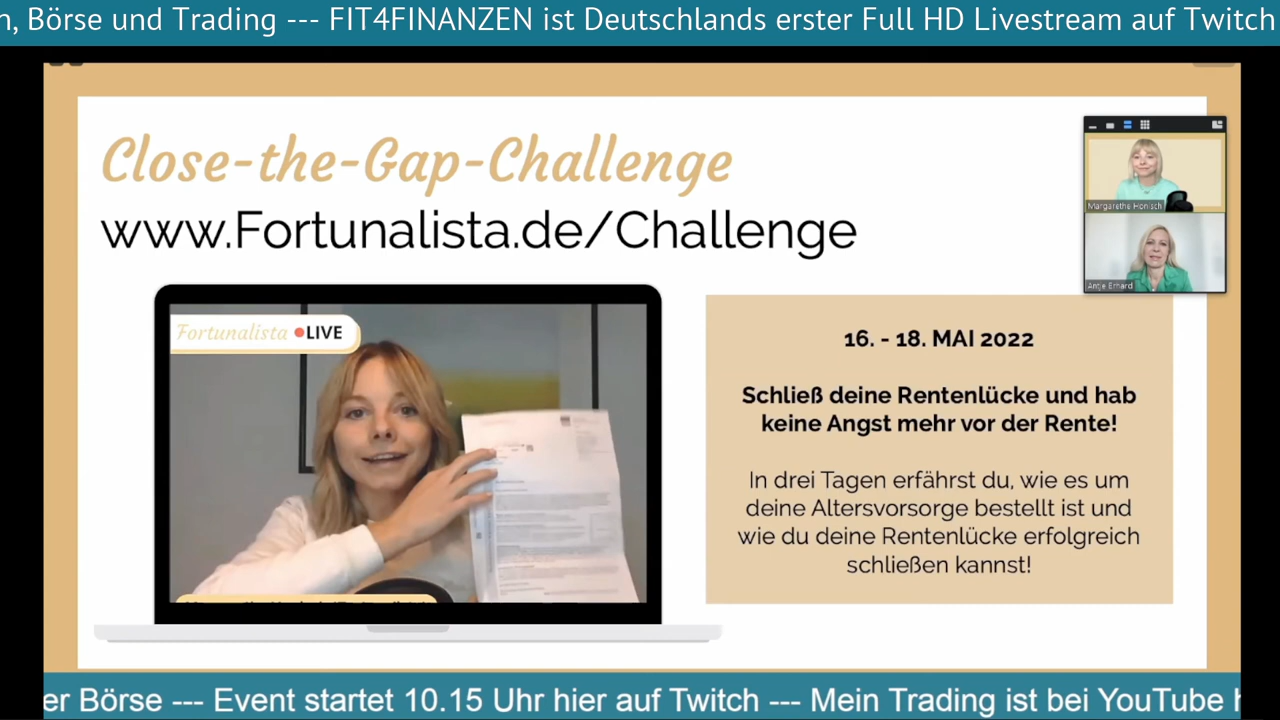 , Börse und Trading --- FIT4FINANZEN ist Deutschlands erster Full HD Livestream auf Twitch
Close-the-Gap-Challenge
www.Fortunalista.de/Challenge
Margarethe Honisch
Antje Erhard
Fortunalista LIVE
16. - 18. MAI 2022
Schließ deine Rentenlücke und hab
keine Angst mehr vor der Rente!
In drei Tagen erfährst du, wie es um
deine Altersvorsorge bestellt ist und
wie du deine Rentenlücke erfolgreich
schließen kannst!
er Börse --- Event startet 10.15 Uhr hier auf Twitch --- Mein Trading ist bei YouTube